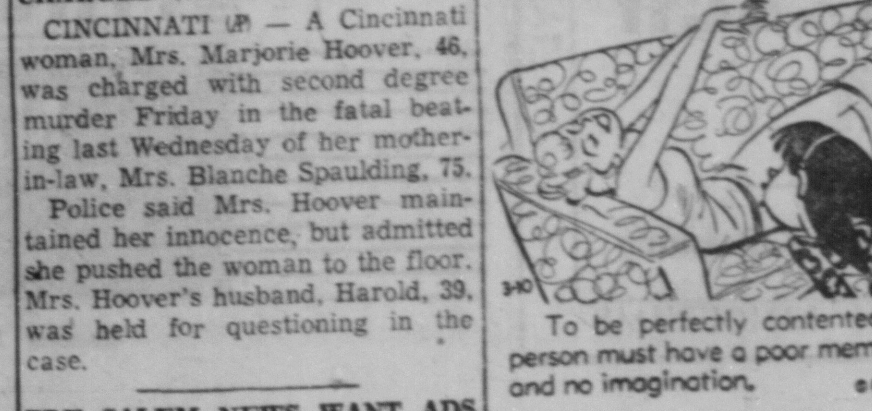 CINCINNATI (AP) — A Cincinnati
woman, Mrs. Marjorie Hoover, 46,
was charged with second degree
murder Friday in the fatal beat-
ing last Wednesday of her mother-
in-law, Mrs. Blanche Spaulding, 75.
Police said Mrs. Hoover main-
tained her innocence, but admitted
she pushed the woman to the floor.
Mrs. Hoover's husband, Harold, 39,
was held for questioning in the
case.
WANT ADS
3-10
To be perfectly contented
person must have a poor mem
and no imagination.